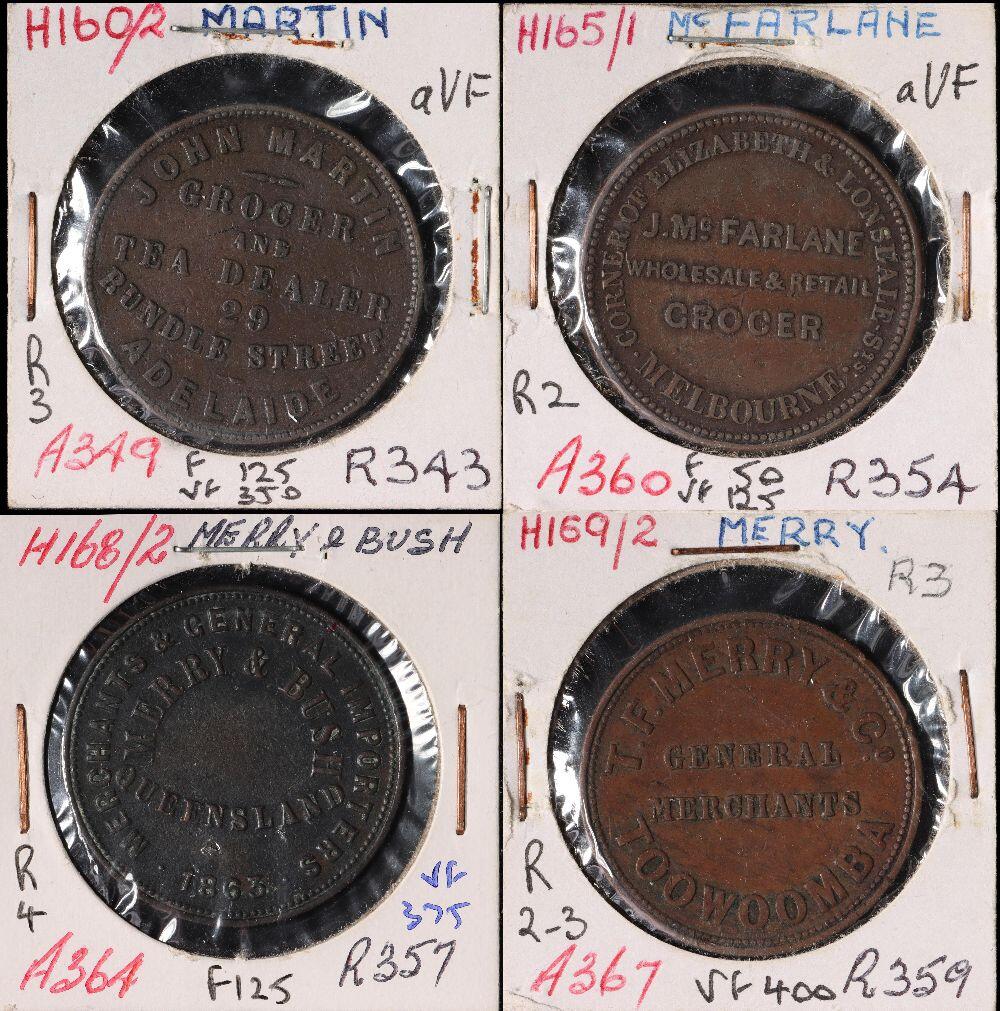 H160/2 MARTIN
aVF
JOHN MARTIN
GROCER
AND
TEA DEALER
29
RUNDLE STREET
ADELAIDE
R
3
A349
F 125
VF 350
R343
H165/1 McFARLANE
aVF
CORNER OF ELIZABETH & LONSEALE-STS
J. Mc FARLANE
WHOLESALE & RETAIL
GROCER
MELBOURNE
R2
A360
F 50
VF 125
R354
H168/2 MERRY & BUSH
MERCHANTS & GENERAL IMPORTERS
MERRY & BUSH
QUEENSLAND
1863
R
4
VF
375
A364
F125
R357
H169/2 MERRY.
R3
T. F. MERRY & Co.
GENERAL
MERCHANTS
TOOWOOMBA
R
2-3
A367
VF 400
R359